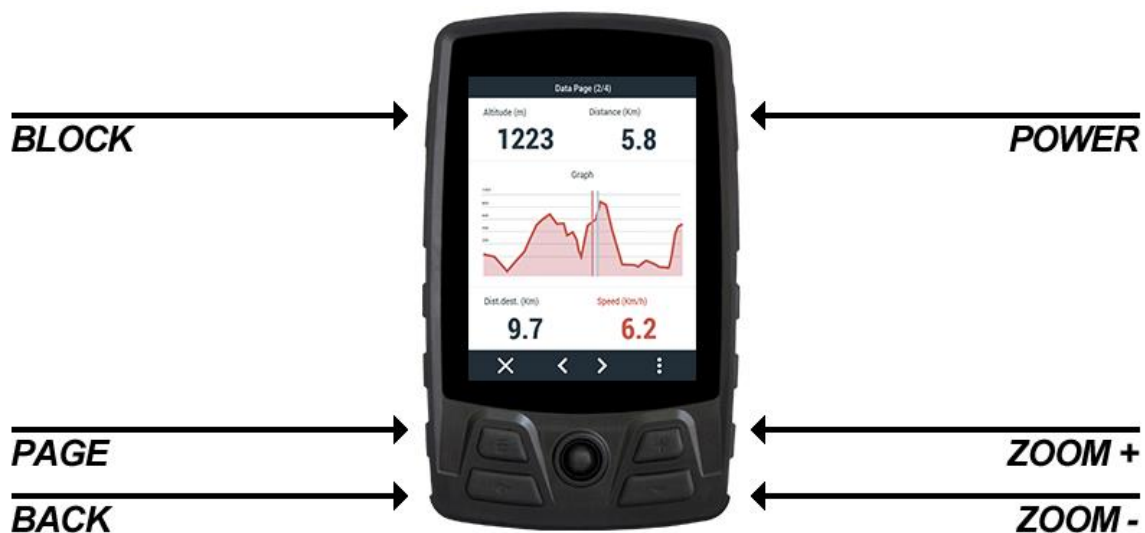 Data Page (2/4)
BLOCK
POWER
Altitude (m) Distance (Km)
1223 5.8
Graph
Dist.dest. (Km) Speed (Km/h)
9.7 6.2
PAGE
ZOOM +
BACK
ZOOM -